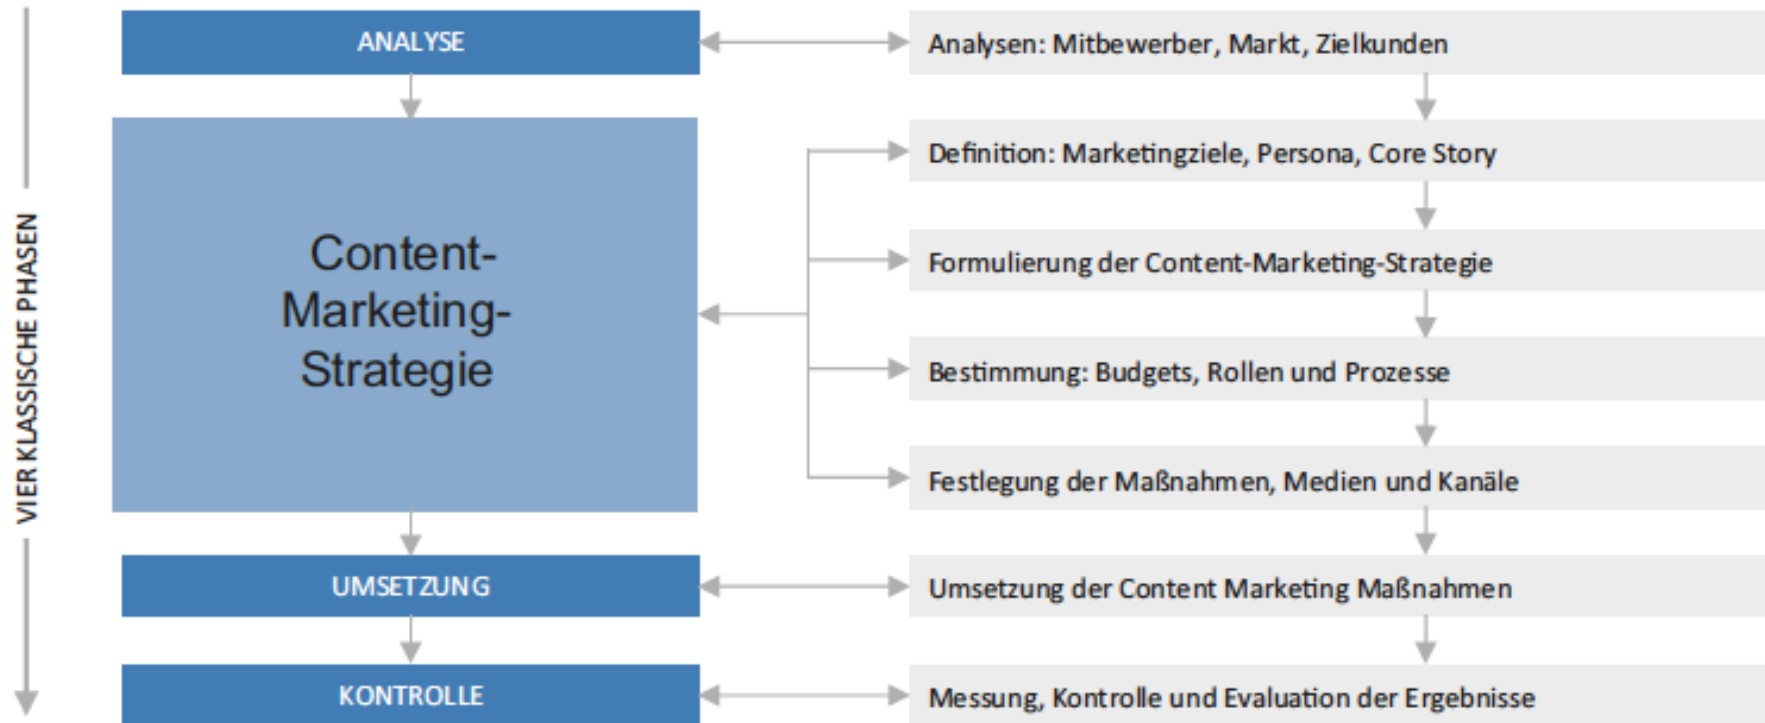 VIER KLASSISCHE PHASEN
ANALYSE
Analysen: Mitbewerber, Markt, Zielkunden
Content-
Marketing-
Strategie
Definition: Marketingziele, Persona, Core Story
Formulierung der Content-Marketing-Strategie
Bestimmung: Budgets, Rollen und Prozesse
Festlegung der Maßnahmen, Medien und Kanäle
UMSETZUNG
Umsetzung der Content Marketing Maßnahmen
KONTROLLE
Messung, Kontrolle und Evaluation der Ergebnisse